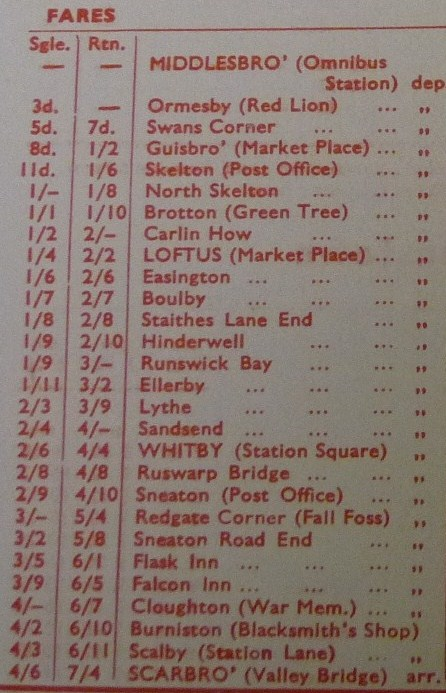 FARES
Sgle. Rtn.
— — MIDDLESBRO' (Omnibus
Station) dep.
3d. — Ormesby (Red Lion) ... „
5d. 7d. Swans Corner ... ... „
8d. 1/2 Guisbro' (Market Place) ... „
11d. 1/6 Skelton (Post Office) ... „
1/- 1/8 North Skelton ... ... „
1/1 1/10 Brotton (Green Tree) ... „
1/2 2/- Carlin How ... ... „
1/4 2/2 LOFTUS (Market Place) ... „
1/6 2/6 Easington ... ... ... „
1/7 2/7 Boulby ... ... ... „
1/8 2/8 Staithes Lane End ... „
1/9 2/10 Hinderwell ... ... „
1/9 3/- Runswick Bay ... ... „
1/11 3/2 Ellerby ... ... ... „
2/3 3/9 Lythe ... ... ... „
2/4 4/- Sandsend ... ... ... „
2/6 4/4 WHITBY (Station Square) „
2/8 4/8 Ruswarp Bridge ... ... „
2/9 4/10 Sneaton (Post Office) ... „
3/- 5/4 Redgate Corner (Fall Foss) „
3/2 5/8 Sneaton Road End ... „
3/5 6/1 Flask Inn ... ... ... „
3/9 6/5 Falcon Inn ... ... ... „
4/- 6/7 Cloughton (War Mem.) ... „
4/2 6/10 Burniston (Blacksmith's Shop)
4/3 6/11 Scalby (Station Lane) ... „
4/6 7/4 SCARBRO' (Valley Bridge) arr.